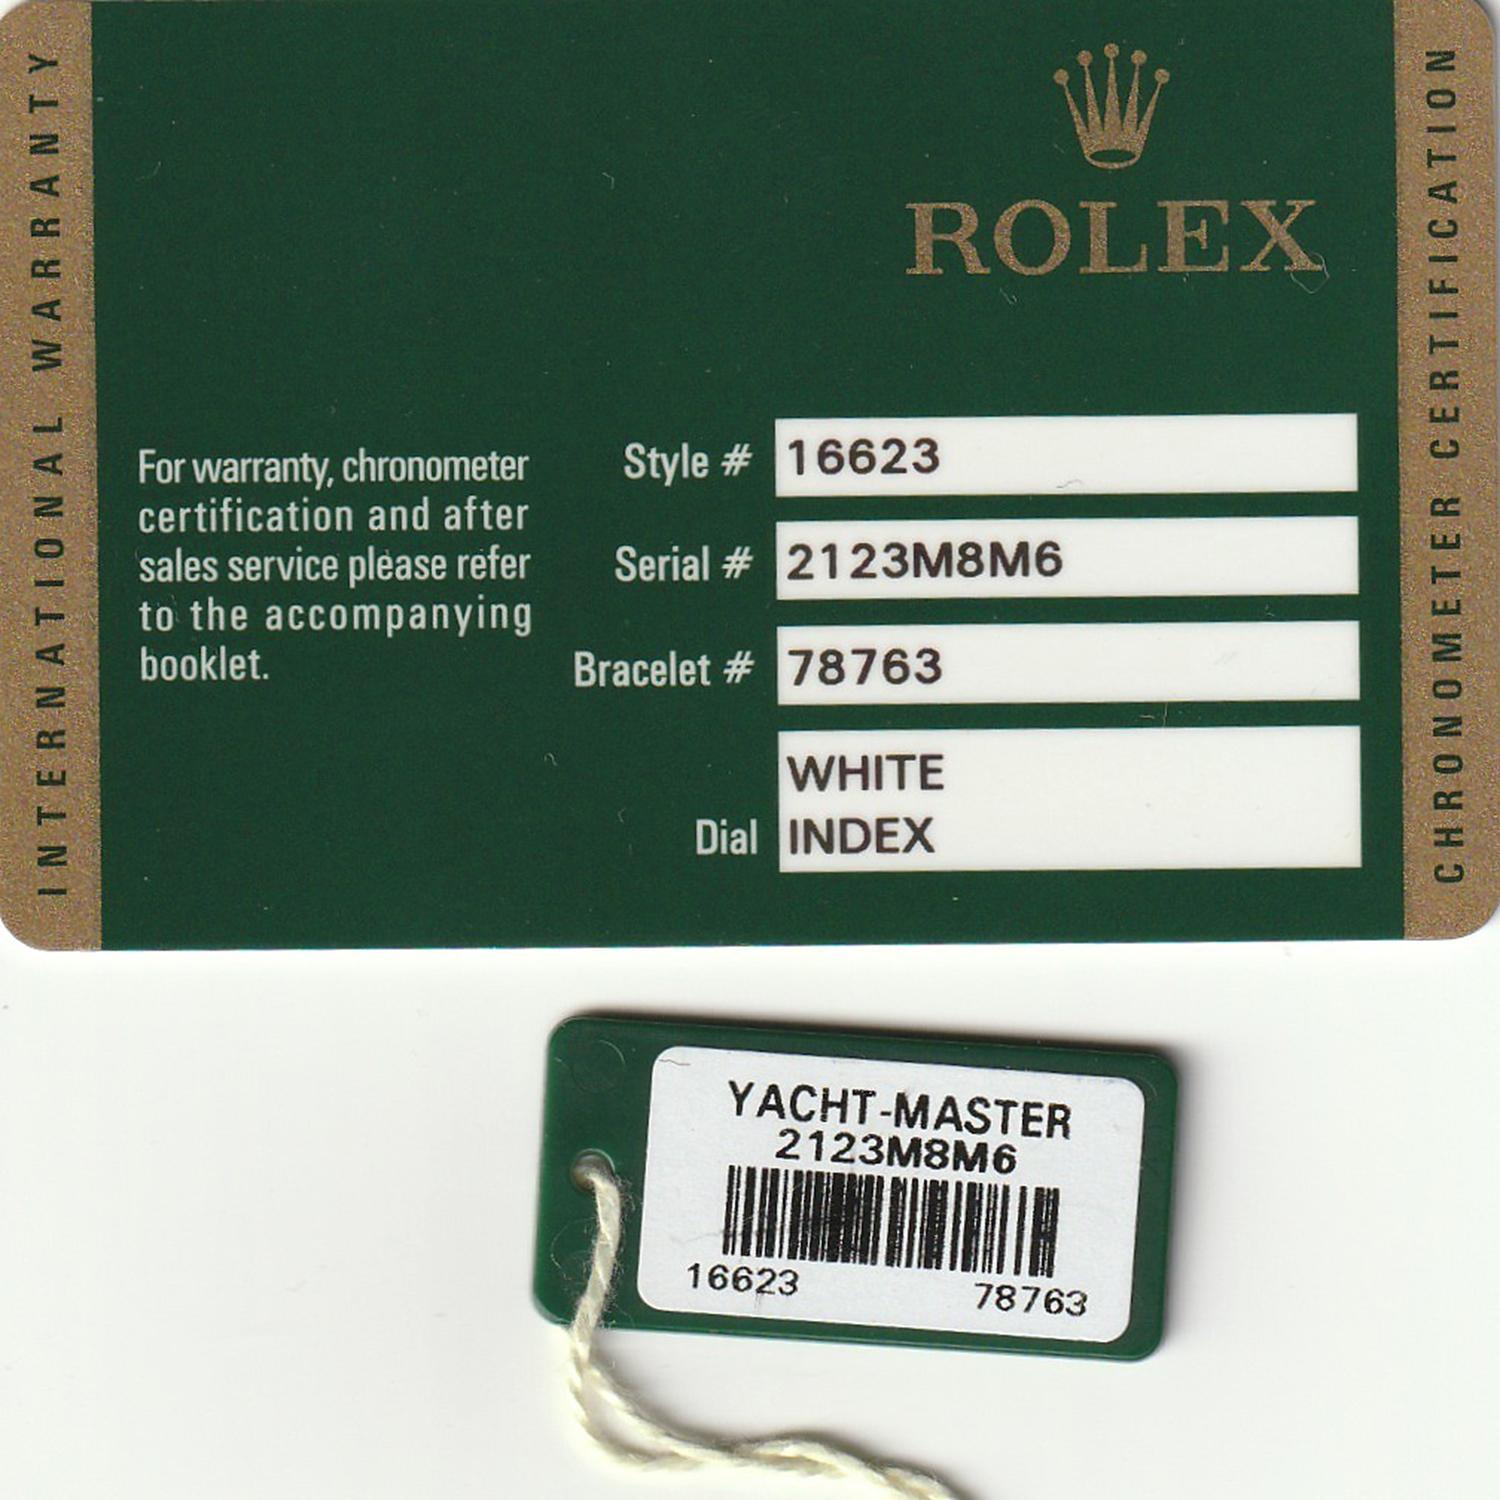 INTERNATIONAL WARRANTY
ROLEX
For warranty, chronometer
certification and after
sales service please refer
to the accompanying
booklet.
Style # 16623
Serial # 2123M8M6
Bracelet # 78763
Dial WHITE
INDEX
CHRONOMETER CERTIFICATION
YACHT-MASTER
2123M8M6
16623 78763